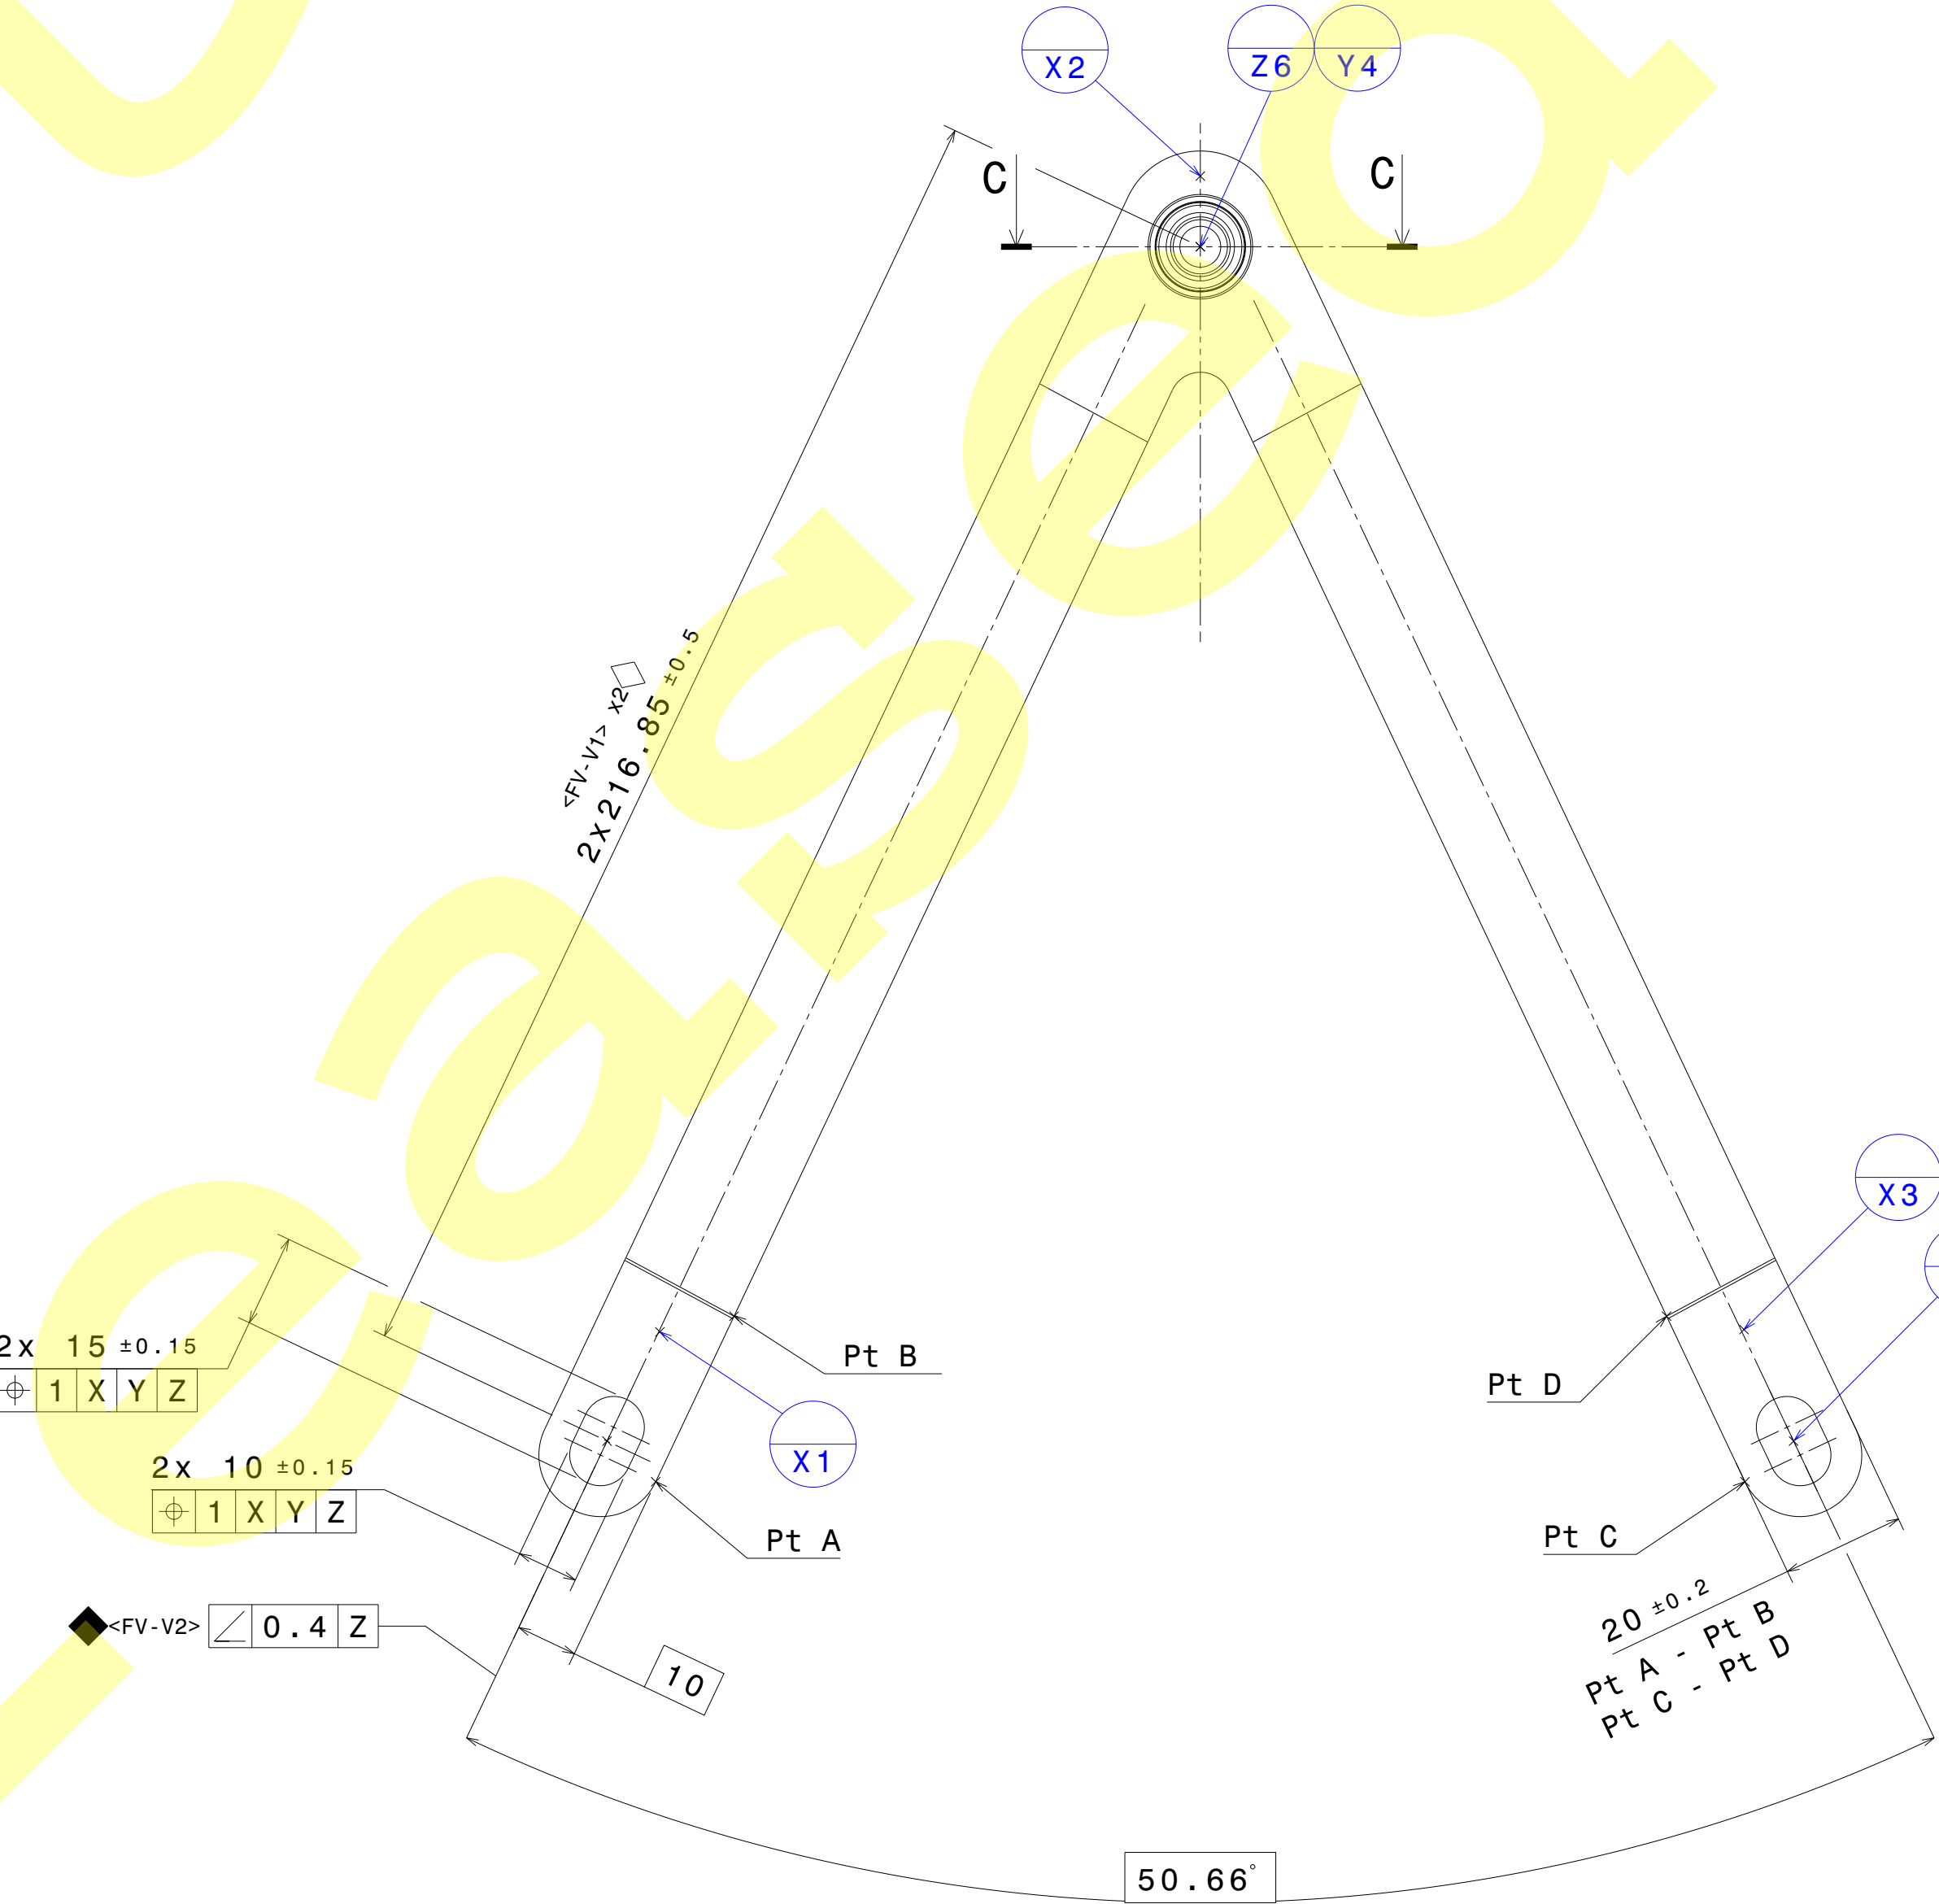 X2
Z6 Y4
C C
<FV-V1> x2
2x216.85 ±0.5
X3
2x 15 ±0.15
1 X Y Z
Pt B
Pt D
X1
2x 10 ±0.15
1 X Y Z
Pt A
Pt C
<FV-V2> 0.4 Z
10
20 ±0.2
Pt A - Pt B
Pt C - Pt D
50.66°